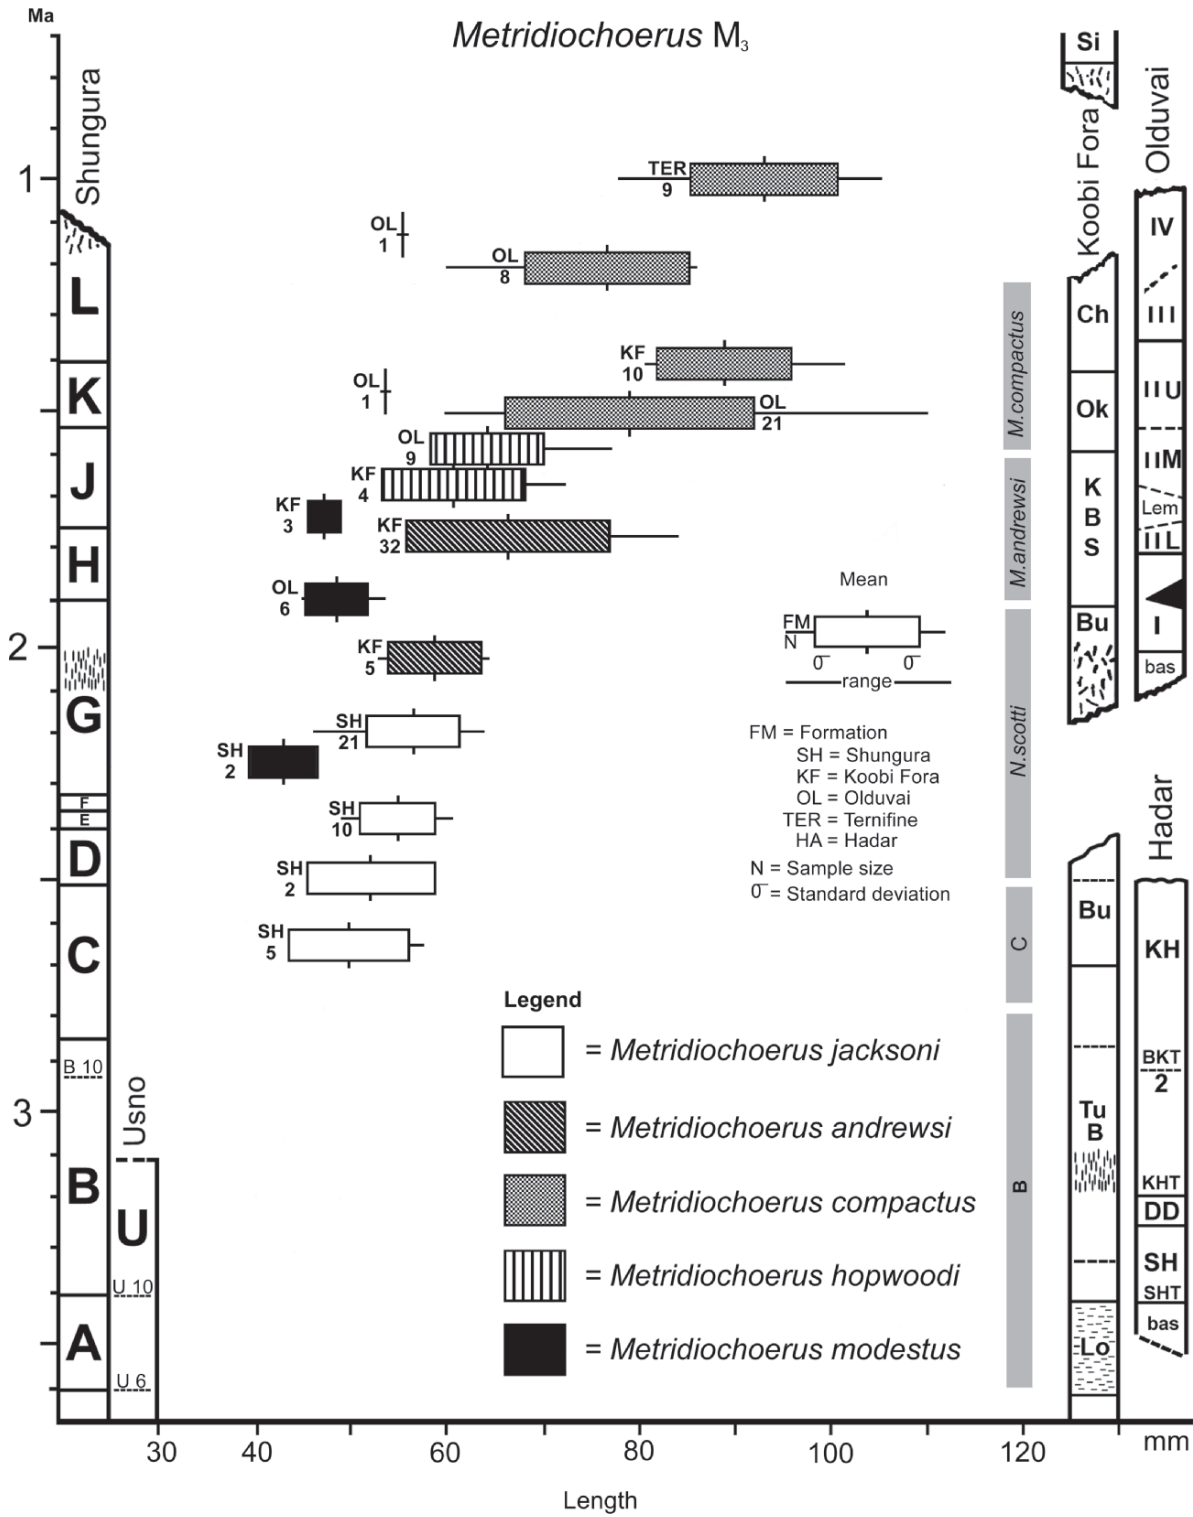 Ma
Metridiochoerus M3
Shungura
Koobi Fora
Olduvai
Hadar
Usno
1
2
3
L
K
J
H
G
F
E
D
C
B 10
B
A
U
U 10
U 6
TER
9
OL
1
OL
8
KF
10
OL
1
OL
21
OL
9
KF
4
KF
3
KF
32
OL
6
KF
5
SH
21
SH
2
SH
10
SH
2
SH
5
Mean
FM
N
σ σ
range
FM = Formation
SH = Shungura
KF = Koobi Fora
OL = Olduvai
TER = Ternifine
HA = Hadar
N = Sample size
σ = Standard deviation
M.compactus
M.andrewsi
N.scotti
C
B
Si
Ch
Ok
K
B
S
Bu
Bu
Tu
B
Lo
IV
III
II U
II M
Lem
II L
I
bas
KH
BKT
2
KHT
DD
SH
SHT
bas
Legend
= Metridiochoerus jacksoni
= Metridiochoerus andrewsi
= Metridiochoerus compactus
= Metridiochoerus hopwoodi
= Metridiochoerus modestus
30 40 60 80 100 120 mm
Length